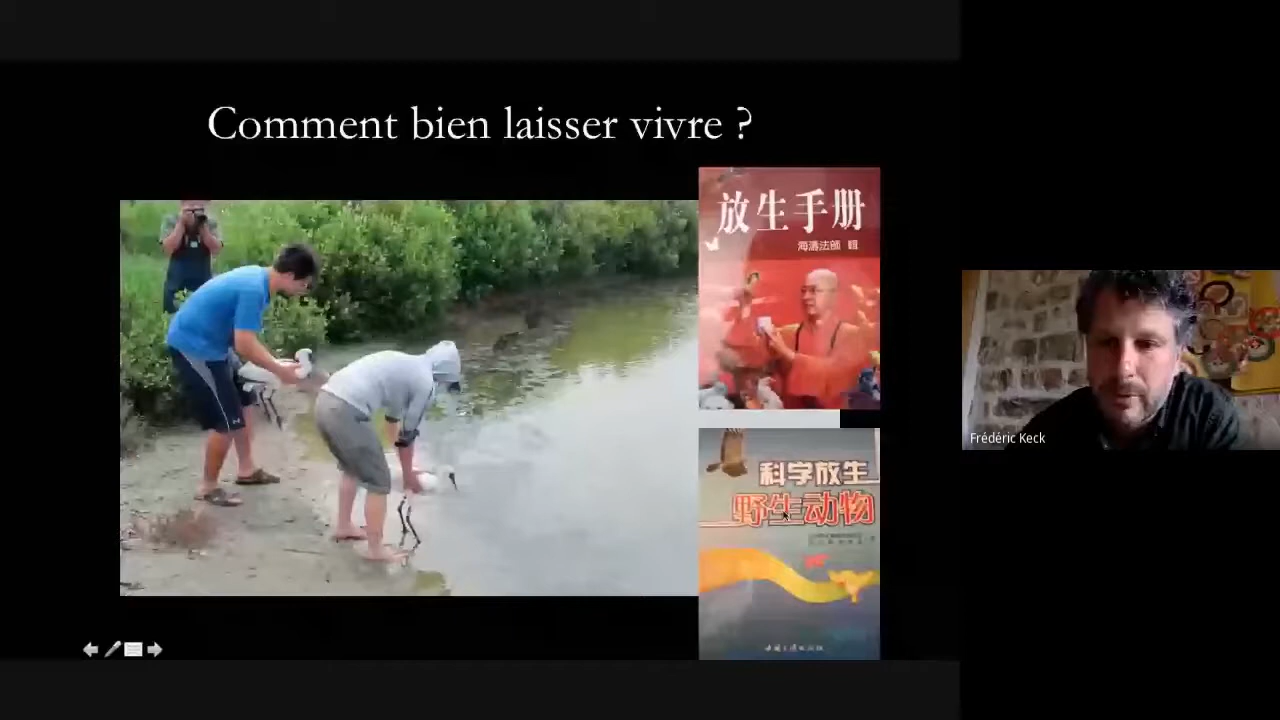 Comment bien laisser vivre ?
放生手册
海濤法師 輯
科学放生
野生动物
Frédéric Keck